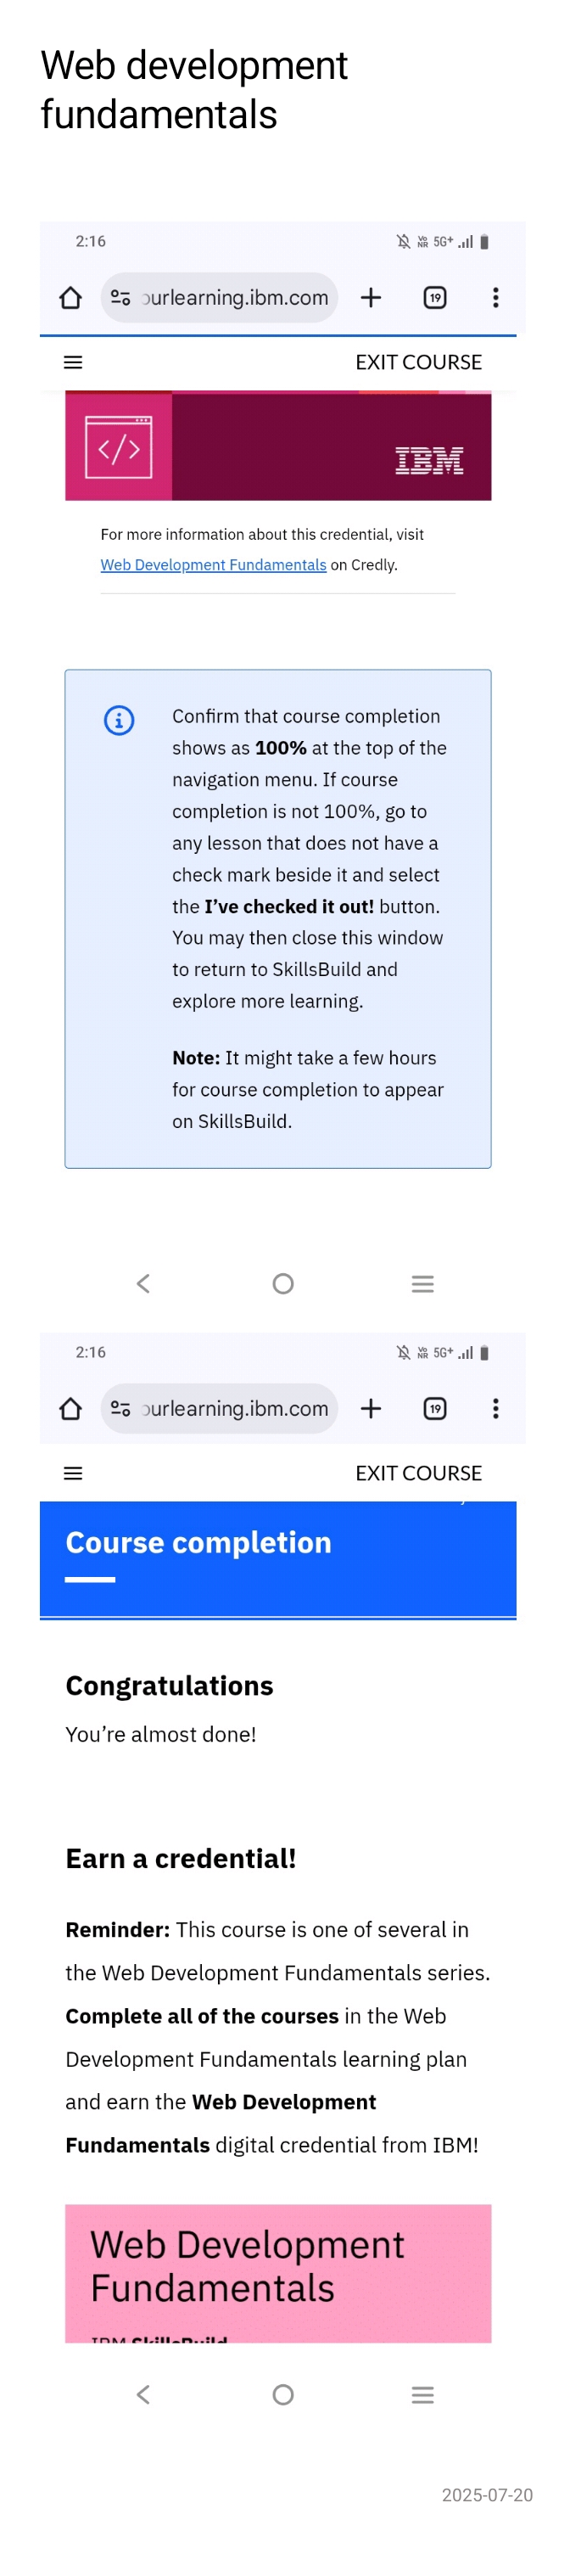 Web development
fundamentals
2:16
Vo
NR
5G+
ourlearning.ibm.com
19
EXIT COURSE
</>
IBM
For more information about this credential, visit
Web Development Fundamentals on Credly.
Confirm that course completion
shows as 100% at the top of the
navigation menu. If course
completion is not 100%, go to
any lesson that does not have a
check mark beside it and select
the I’ve checked it out! button.
You may then close this window
to return to SkillsBuild and
explore more learning.
Note: It might take a few hours
for course completion to appear
on SkillsBuild.
2:16
Vo
NR
5G+
ourlearning.ibm.com
19
EXIT COURSE
Course completion
Congratulations
You’re almost done!
Earn a credential!
Reminder: This course is one of several in
the Web Development Fundamentals series.
Complete all of the courses in the Web
Development Fundamentals learning plan
and earn the Web Development
Fundamentals digital credential from IBM!
Web Development
Fundamentals
IBM SkillsBuild
2025-07-20